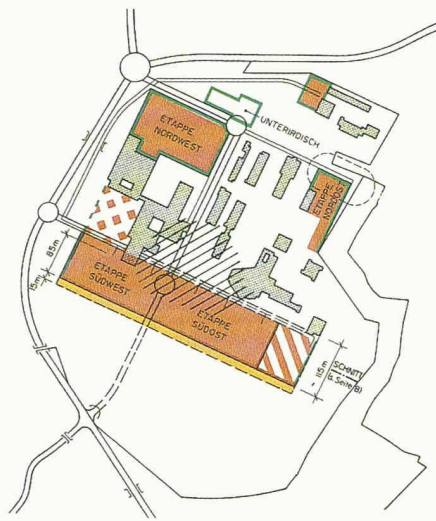 ETAPPE
NORDWEST
UNTERIRDISCH
ETAPPE
NORDOST
85m
15m
ETAPPE
SÜDWEST
ETAPPE
SÜDOST
~ 115m
SCHNITT
(s. Seite 8)